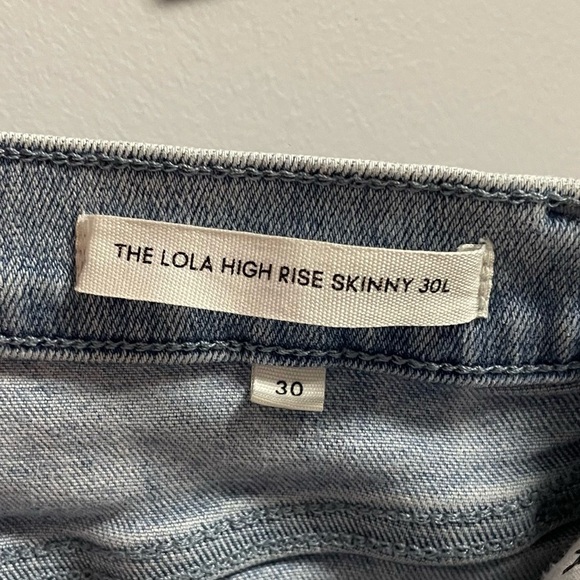 THE LOLA HIGH RISE SKINNY 30L
30